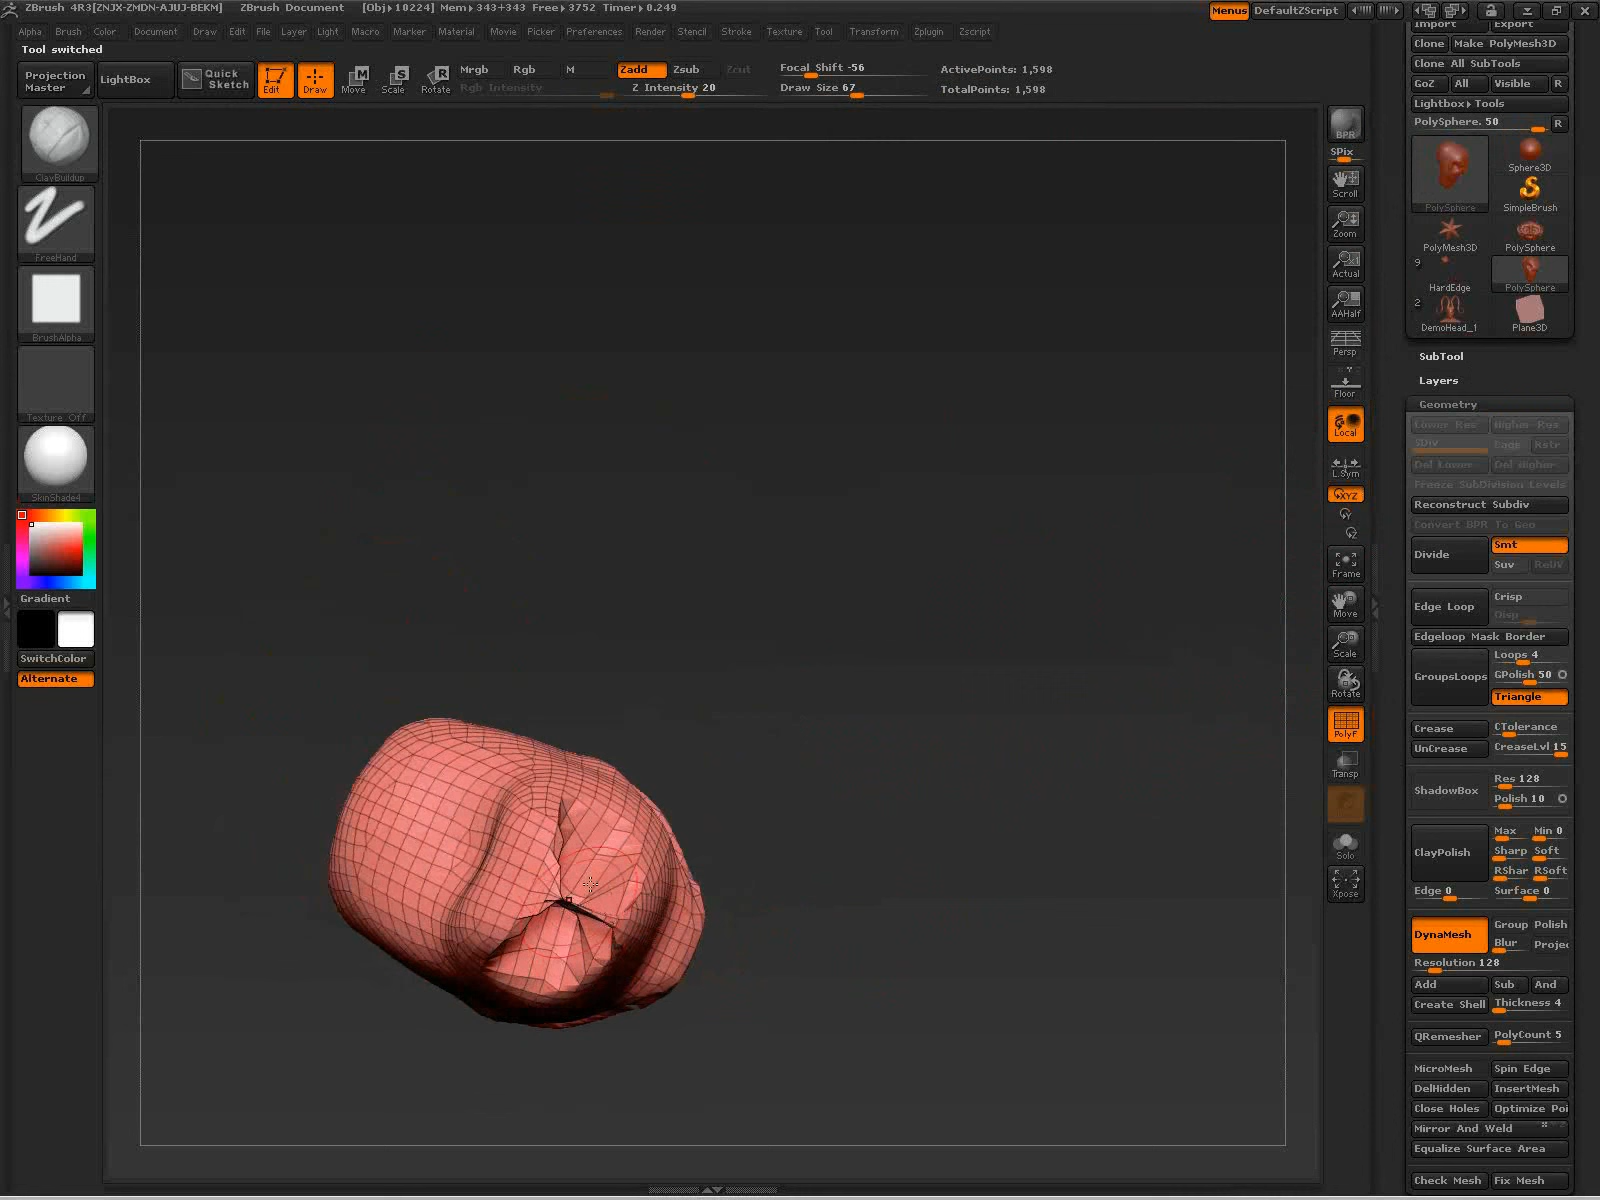 ZBrush 4R3[ZNJX-ZMDN-AJUJ-BEKM] ZBrush Document [Obj▸10224] Mem▸343+343 Free▸3752 Timer▸0.249 Menus DefaultZScript
Alpha Brush Color Document Draw Edit File Layer Light Macro Marker Material Movie Picker Preferences Render Stencil Stroke Texture Tool Transform Zplugin Zscript
Tool switched
Projection Master
LightBox
Quick Sketch
Edit
Draw
Move
Scale
Rotate
Mrgb Rgb M
Rgb Intensity
Zadd Zsub Zcut
Z Intensity 20
Focal Shift -56
Draw Size 67
ActivePoints: 1,598
TotalPoints: 1,598
ClayBuildup
FreeHand
BrushAlpha
Texture Off
SkinShade4
Gradient
SwitchColor
Alternate
BPR
SPix
Scroll
Zoom
Actual
AAHalf
Persp
Floor
Local
L.Sym
XYZ
Y
Z
Frame
Move
Scale
Rotate
PolyF
Transp
Solo
Xpose
Import Export
Clone Make PolyMesh3D
Clone All SubTools
GoZ All Visible R
Lightbox▸Tools
PolySphere. 50 R
PolySphere
Sphere3D
SimpleBrush
PolyMesh3D PolySphere
9
HardEdge PolySphere
2
DemoHead_1 Plane3D
SubTool
Layers
Geometry
Lower Res Higher Res
SDiv Cage Rstr
Del Lower Del Higher
Freeze SubDivision Levels
Reconstruct Subdiv
Convert BPR To Geo
Divide Smt
Suv ReUV
Edge Loop Crisp
Disp
Edgeloop Mask Border
GroupsLoops Loops 4
GPolish 50
Triangle
Crease CTolerance
UnCrease CreaseLvl 15
ShadowBox Res 128
Polish 10
ClayPolish Max Min 0
Sharp Soft
RShar RSoft
Edge 0 Surface 0
DynaMesh Group Polish
Blur Projec
Resolution 128
Add Sub And
Create Shell Thickness 4
QRemesher PolyCount 5
MicroMesh Spin Edge
DelHidden InsertMesh
Close Holes Optimize Poi
Mirror And Weld
Equalize Surface Area
Check Mesh Fix Mesh